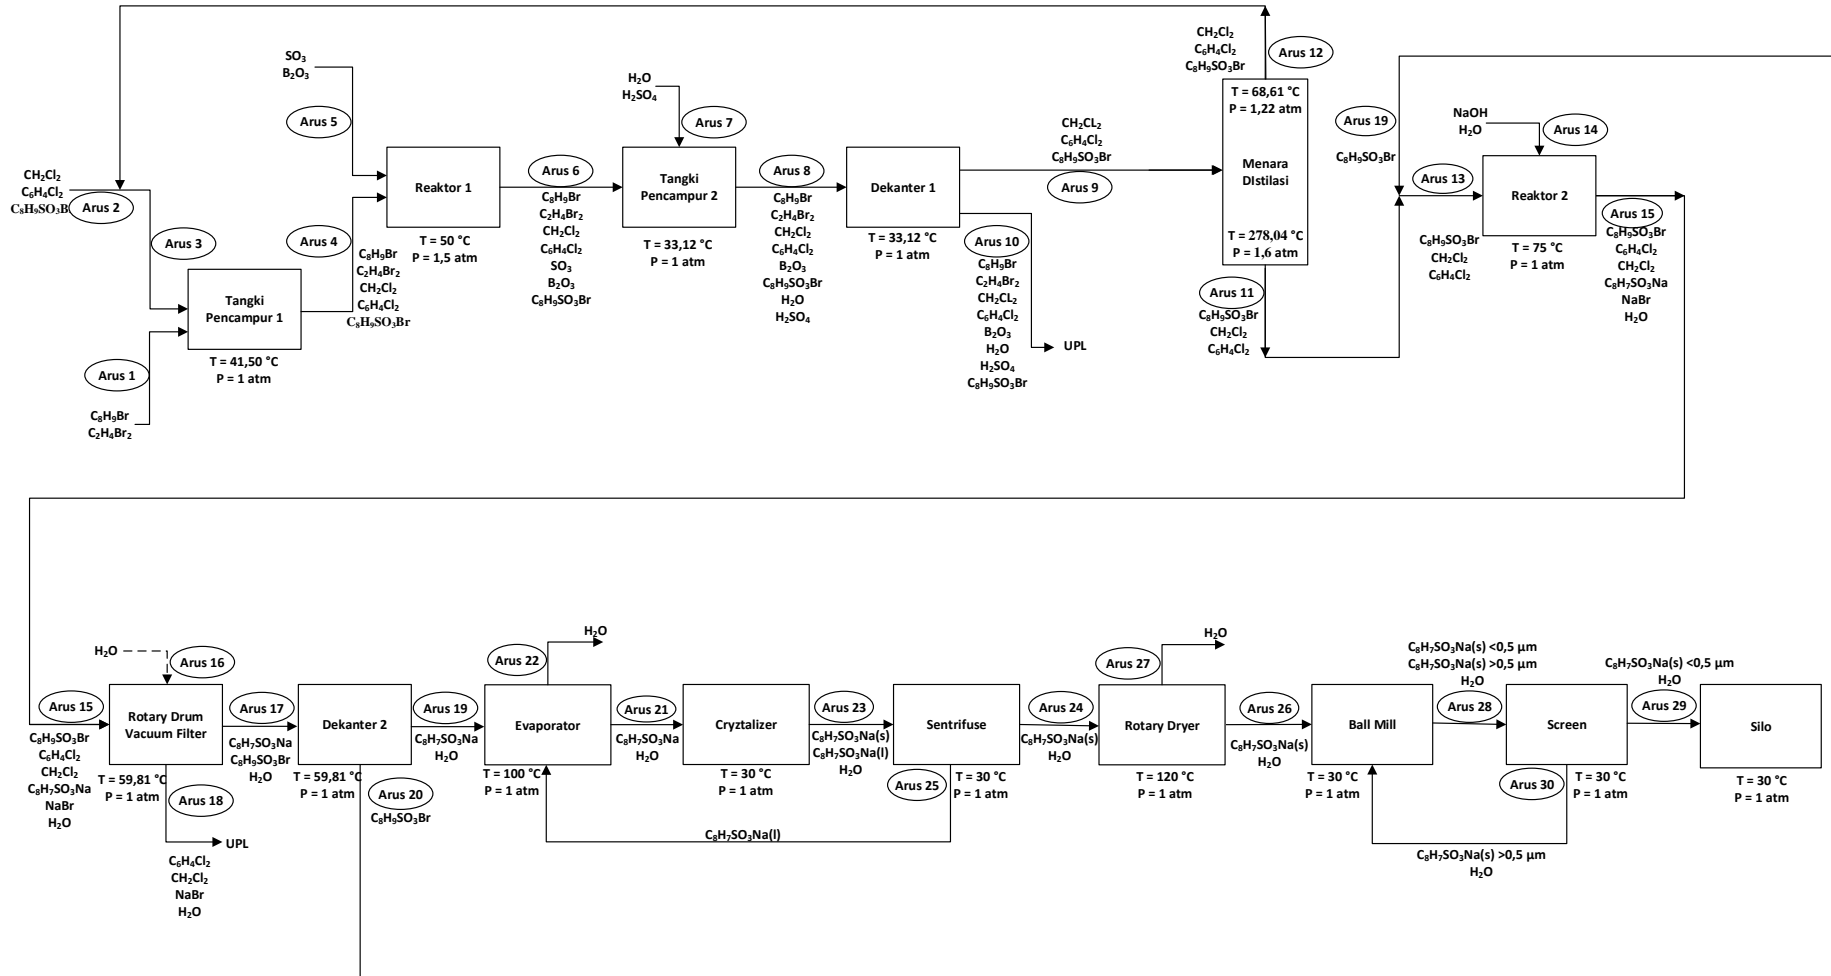 CH₂Cl₂
C₆H₄Cl₂
C₈H₉SO₃Br
Arus 12
SO₃
B₂O₃
Arus 5
H₂O
H₂SO₄
Arus 7
T = 68,61 °C
P = 1,22 atm
Menara
DIstilasi
T = 278,04 °C
P = 1,6 atm
Arus 19
C₈H₉SO₃Br
NaOH
H₂O
Arus 14
CH₂Cl₂
C₆H₄Cl₂
C₈H₉SO₃B
Arus 2
Arus 3
Arus 4
Reaktor 1
T = 50 °C
P = 1,5 atm
Arus 6
C₈H₉Br
C₂H₄Br₂
CH₂Cl₂
C₆H₄Cl₂
SO₃
B₂O₃
C₈H₉SO₃Br
Tangki
Pencampur 2
T = 33,12 °C
P = 1 atm
Arus 8
C₈H₉Br
C₂H₄Br₂
CH₂Cl₂
C₆H₄Cl₂
B₂O₃
C₈H₉SO₃Br
H₂O
H₂SO₄
Dekanter 1
T = 33,12 °C
P = 1 atm
CH₂CL₂
C₆H₄Cl₂
C₈H₉SO₃Br
Arus 9
Arus 10
C₈H₉Br
C₂H₄Br₂
CH₂CL₂
C₆H₄Cl₂
B₂O₃
H₂O
H₂SO₄
C₈H₉SO₃Br
UPL
Arus 11
C₈H₉SO₃Br
CH₂Cl₂
C₆H₄Cl₂
Arus 13
C₈H₉SO₃Br
CH₂Cl₂
C₆H₄Cl₂
Reaktor 2
T = 75 °C
P = 1 atm
Arus 15
C₈H₉SO₃Br
C₆H₄Cl₂
CH₂Cl₂
C₈H₇SO₃Na
NaBr
H₂O
C₈H₉Br
C₂H₄Br₂
CH₂Cl₂
C₆H₄Cl₂
C₈H₉SO₃Br
Tangki
Pencampur 1
T = 41,50 °C
P = 1 atm
Arus 1
C₈H₉Br
C₂H₄Br₂
H₂O
Arus 16
Arus 15
C₈H₉SO₃Br
C₆H₄Cl₂
CH₂Cl₂
C₈H₇SO₃Na
NaBr
H₂O
Rotary Drum
Vacuum Filter
T = 59,81 °C
P = 1 atm
Arus 18
UPL
C₆H₄Cl₂
CH₂Cl₂
NaBr
H₂O
Arus 17
C₈H₇SO₃Na
C₈H₉SO₃Br
H₂O
Dekanter 2
T = 59,81 °C
P = 1 atm
Arus 20
C₈H₉SO₃Br
Arus 19
C₈H₇SO₃Na
H₂O
Arus 22
H₂O
Evaporator
T = 100 °C
P = 1 atm
Arus 21
C₈H₇SO₃Na
H₂O
Cryztalizer
T = 30 °C
P = 1 atm
Arus 23
C₈H₇SO₃Na(s)
C₈H₇SO₃Na(l)
H₂O
Sentrifuse
Arus 25
T = 30 °C
P = 1 atm
C₈H₇SO₃Na(l)
Arus 24
C₈H₇SO₃Na(s)
H₂O
Arus 27
H₂O
Rotary Dryer
T = 120 °C
P = 1 atm
Arus 26
C₈H₇SO₃Na(s)
H₂O
Ball Mill
T = 30 °C
P = 1 atm
C₈H₇SO₃Na(s) <0,5 µm
C₈H₇SO₃Na(s) >0,5 µm
H₂O
Arus 28
Screen
Arus 30
T = 30 °C
P = 1 atm
C₈H₇SO₃Na(s) >0,5 µm
H₂O
C₈H₇SO₃Na(s) <0,5 µm
H₂O
Arus 29
Silo
T = 30 °C
P = 1 atm